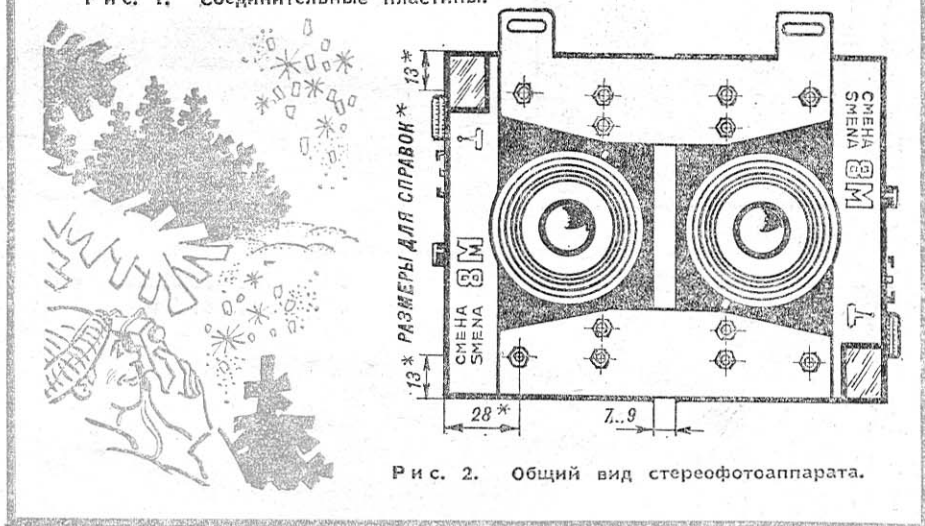 Рис. 1. Соединительные пластины.
13*
РАЗМЕРЫ ДЛЯ СПРАВОК*
СМЕНА
SMENA 8М
СМЕНА
SMENA 8М
13*
28*
7..9
Рис. 2. Общий вид стереофотоаппарата.